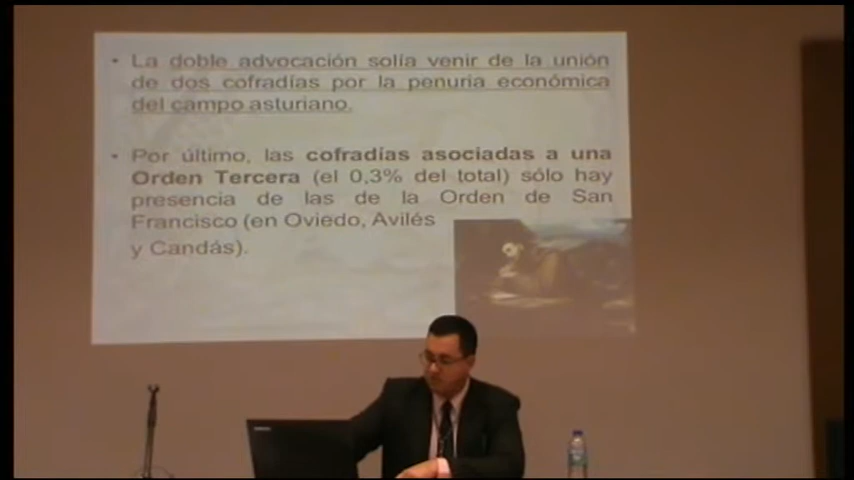 • La doble advocación solía venir de la unión
de dos cofradías por la penuria económica
del campo asturiano.
• Por último, las cofradías asociadas a una
Orden Tercera (el 0,3% del total) sólo hay
presencia de las de la Orden de San
Francisco (en Oviedo, Avilés
y Candás).